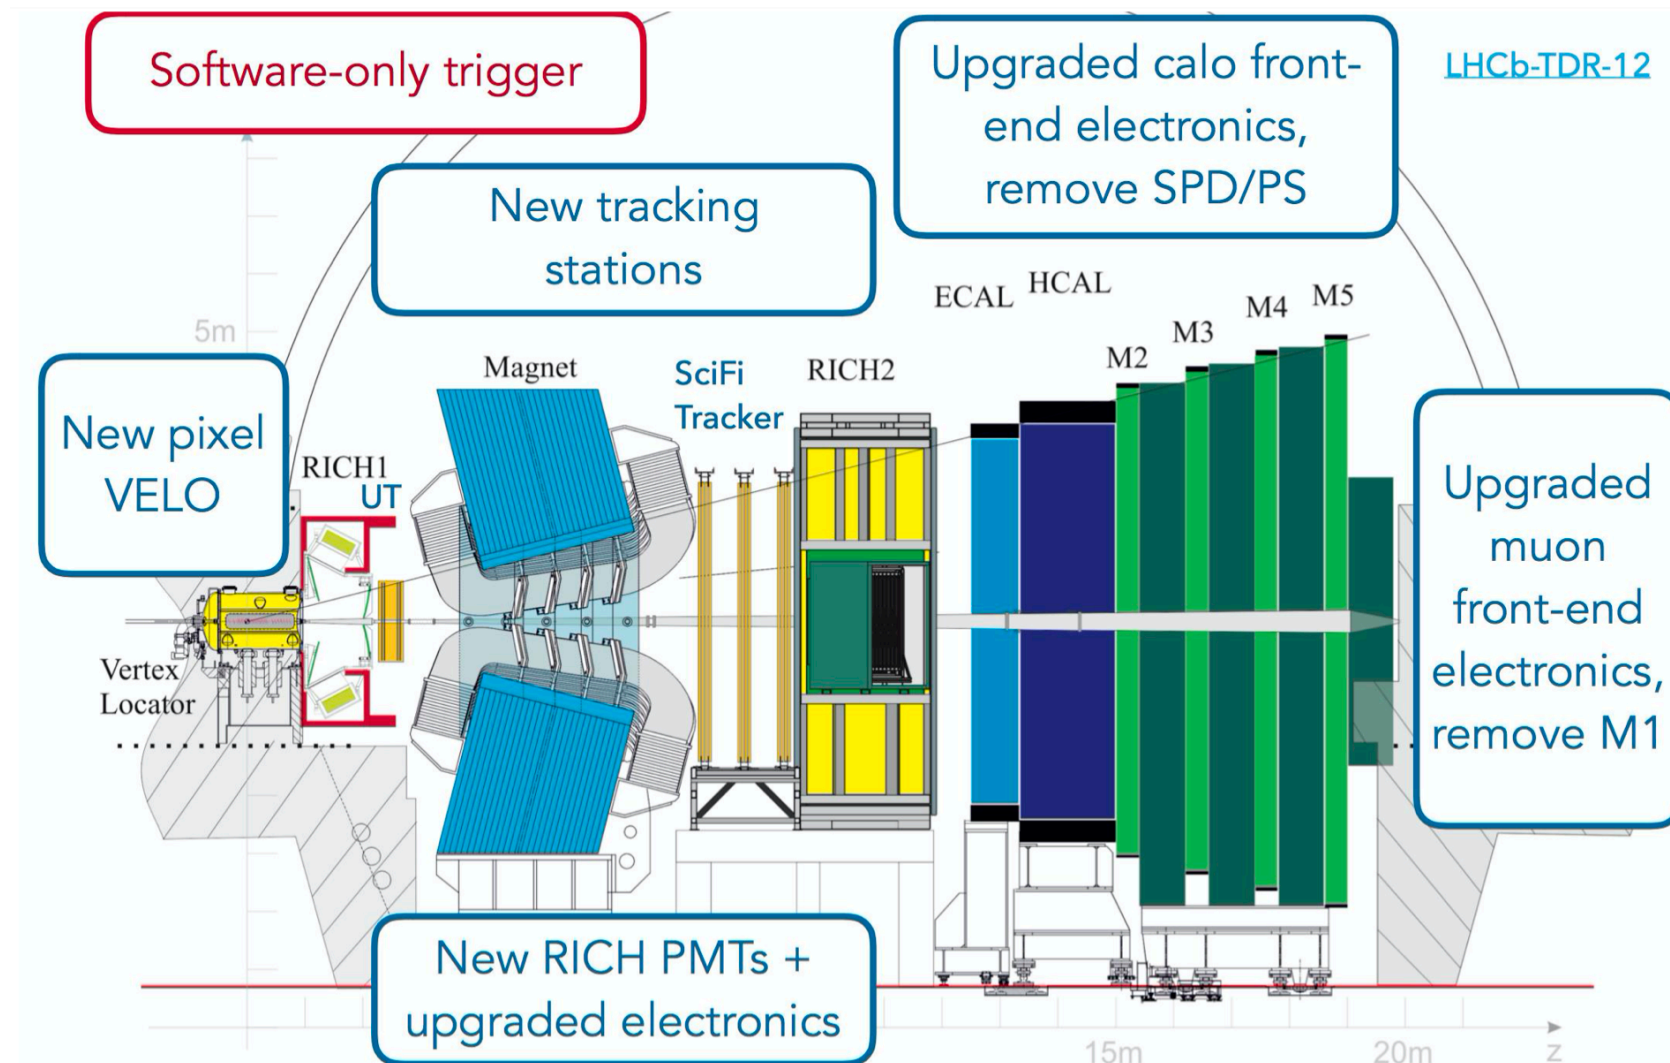 Software-only trigger
Upgraded calo front-
end electronics,
remove SPD/PS
LHCb-TDR-12
New tracking
stations
ECAL
HCAL
M4
M5
M3
M2
5m
Magnet
SciFi
Tracker
RICH2
New pixel
VELO
RICH1
UT
Upgraded
muon
front-end
electronics,
remove M1
Vertex
Locator
New RICH PMTs +
upgraded electronics
15m
20m
z